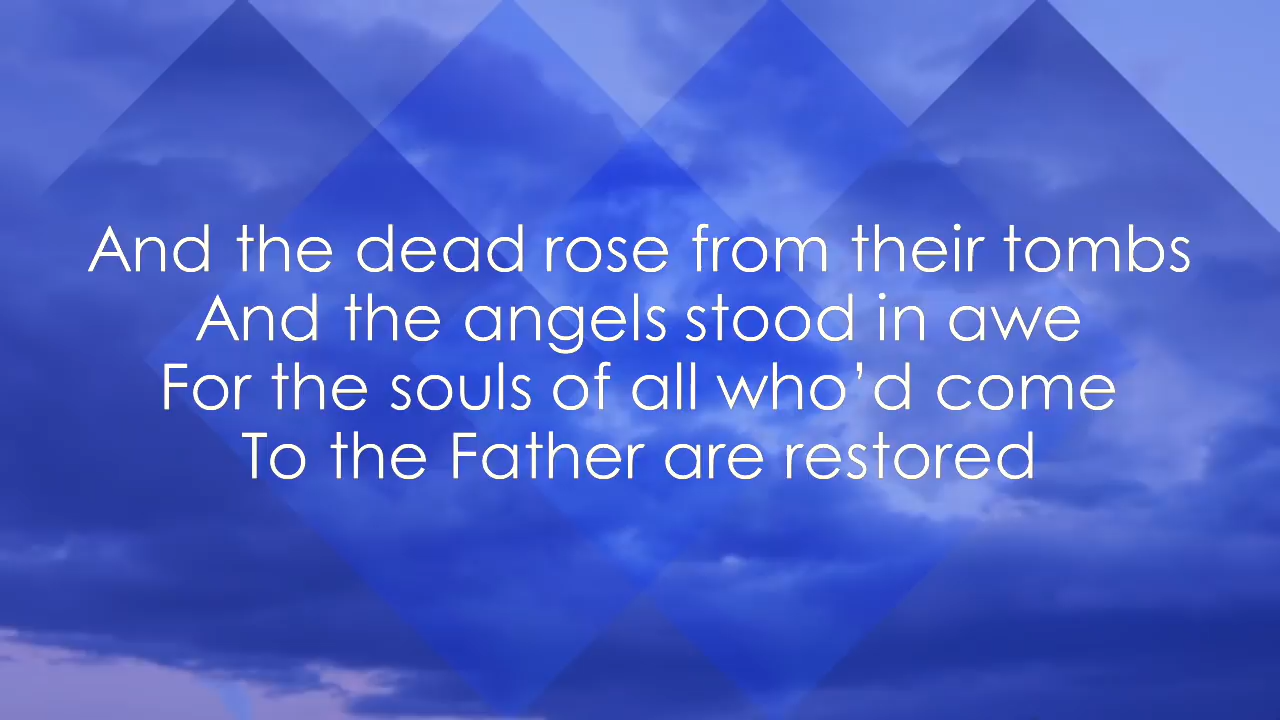 And the dead rose from their tombs
And the angels stood in awe
For the souls of all who’d come
To the Father are restored